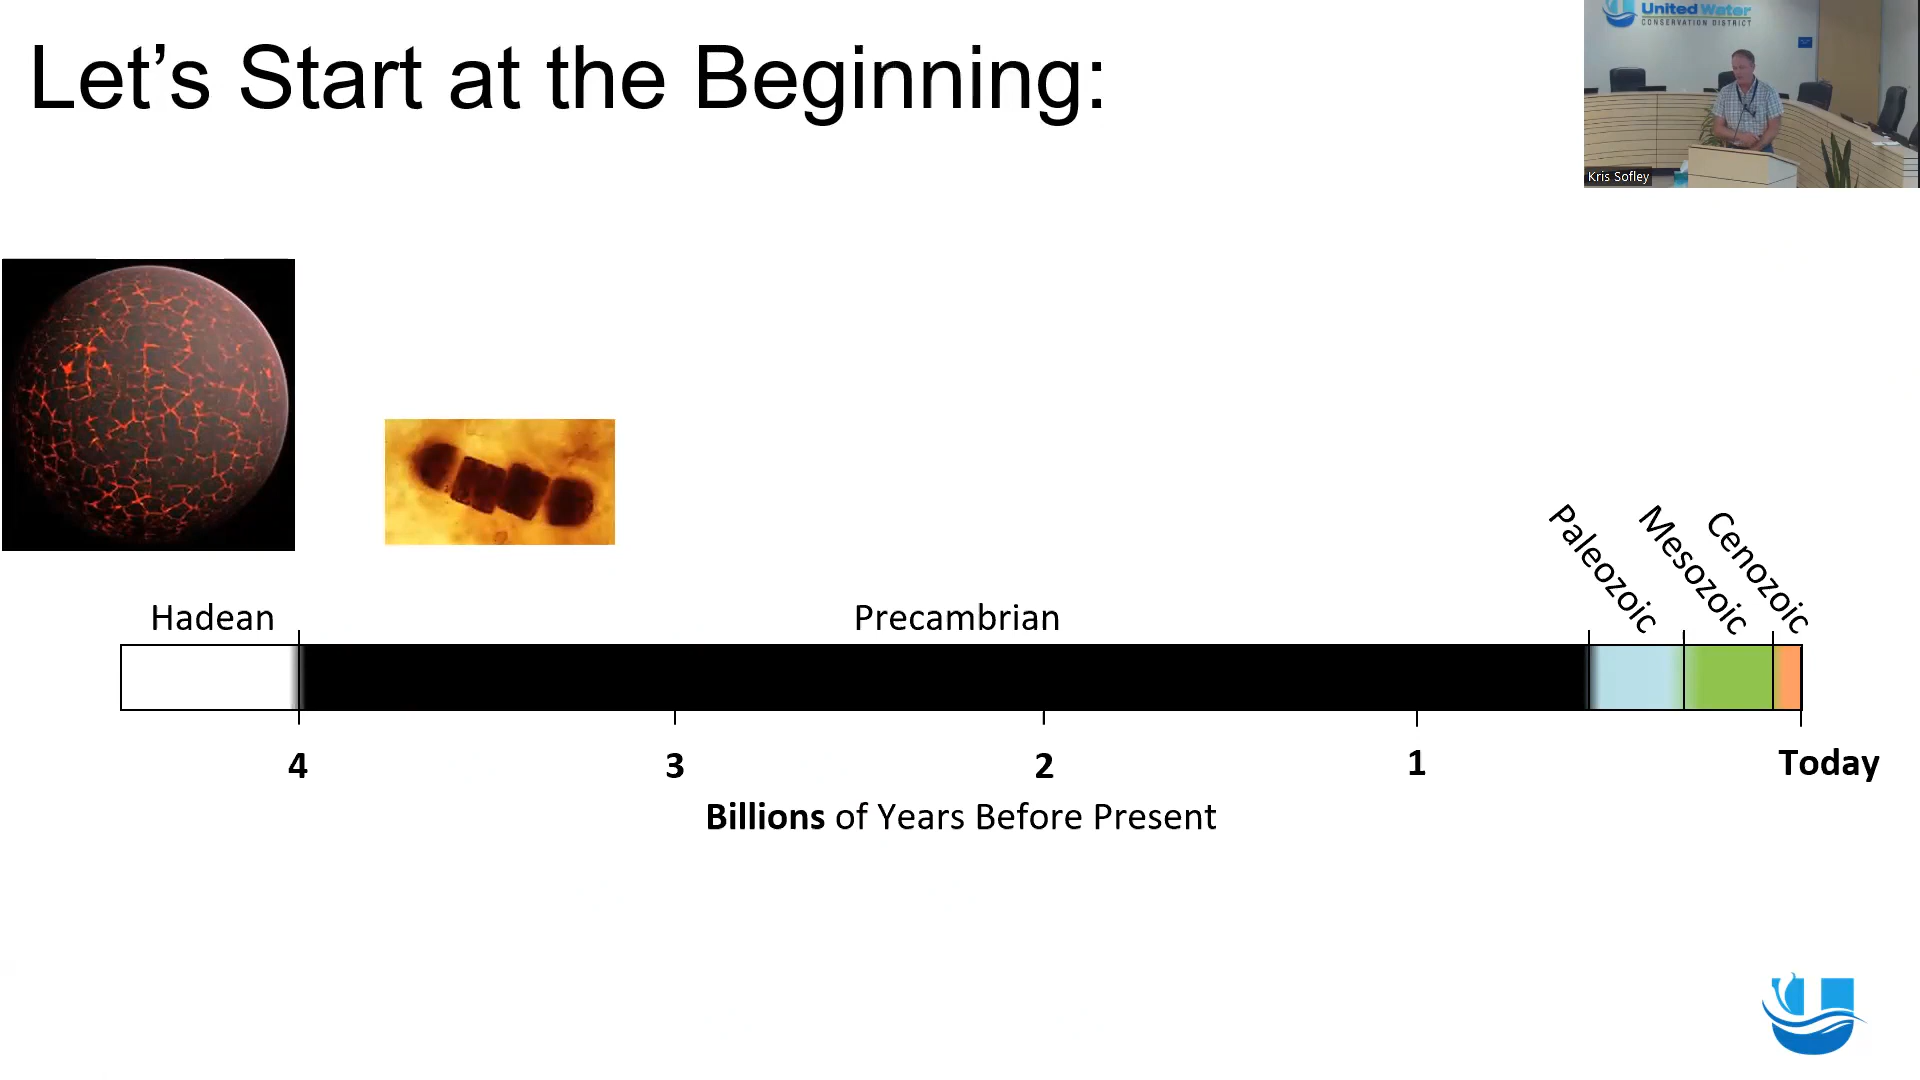 Let’s Start at the Beginning:
United Water
CONSERVATION DISTRICT
Kris Sofley
Paleozoic
Mesozoic
Cenozoic
Hadean
Precambrian
4
3
2
1
Today
Billions of Years Before Present